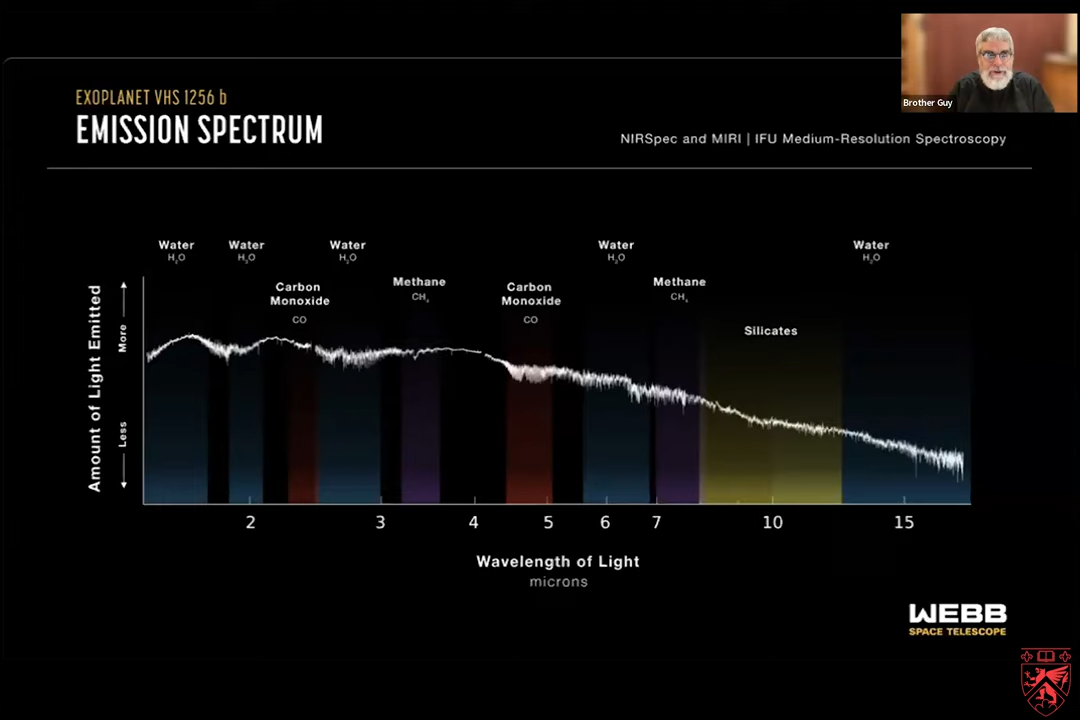 Brother Guy
EXOPLANET VHS 1256 b
EMISSION SPECTRUM
NIRSpec and MIRI | IFU Medium-Resolution Spectroscopy
Water
H₂O
Water
H₂O
Water
H₂O
Water
H₂O
Water
H₂O
Carbon
Monoxide
CO
Methane
CH₄
Carbon
Monoxide
CO
Methane
CH₄
Silicates
Amount of Light Emitted
More
Less
2 3 4 5 6 7 10 15
Wavelength of Light
microns
WEBB
SPACE TELESCOPE